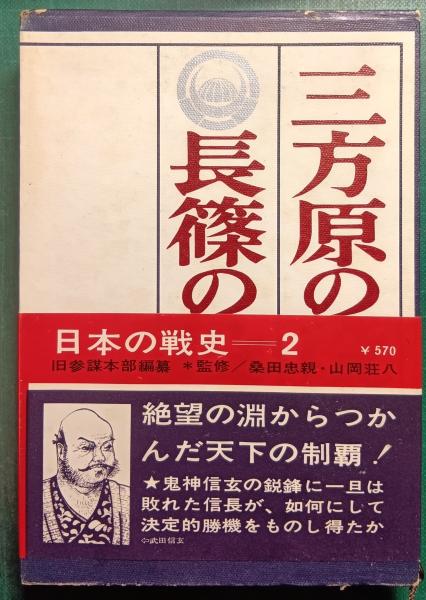 三方原の
長篠の
日本の戦史＝2
¥570
旧参謀本部編纂 ＊監修／桑田忠親・山岡荘八
絶望の淵からつか
んだ天下の制覇！
★鬼神信玄の鋭鋒に一旦は
敗れた信長が、如何にして
決定的勝機をものし得たか
⇦武田信玄